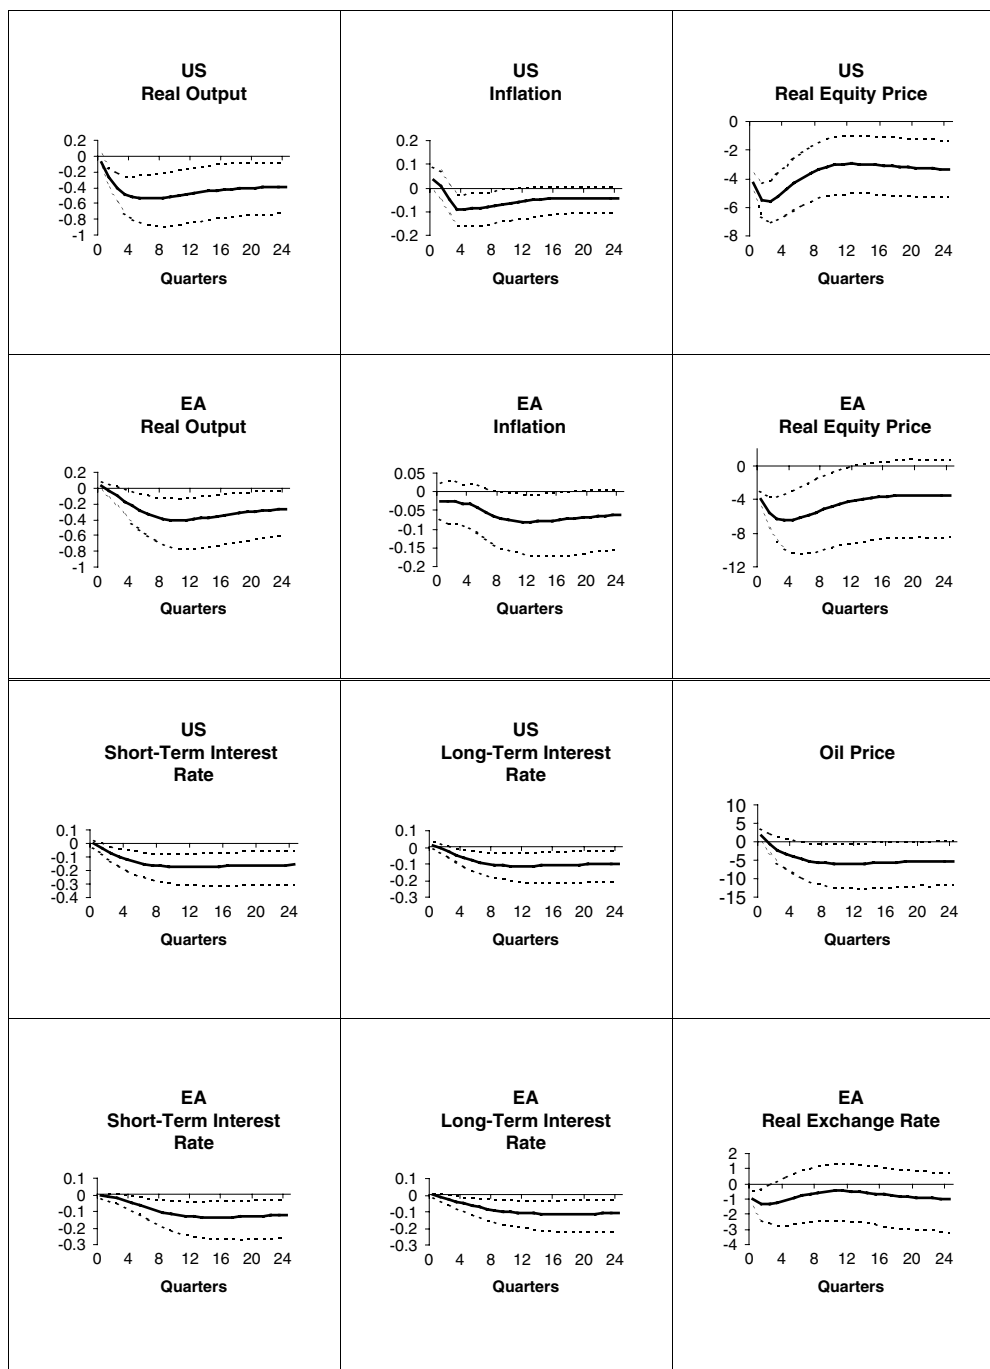 US
Real Output
0.2
0
-0.2
-0.4
-0.6
-0.8
-1
0 4 8 12 16 20 24
Quarters
US
Inflation
0.2
0.1
0
-0.1
-0.2
0 4 8 12 16 20 24
Quarters
US
Real Equity Price
0
-2
-4
-6
-8
0 4 8 12 16 20 24
Quarters
EA
Real Output
0.2
0
-0.2
-0.4
-0.6
-0.8
-1
0 4 8 12 16 20 24
Quarters
EA
Inflation
0.05
0
-0.05
-0.1
-0.15
-0.2
0 4 8 12 16 20 24
Quarters
EA
Real Equity Price
0
-4
-8
-12
0 4 8 12 16 20 24
Quarters
US
Short-Term Interest
Rate
0.1
0
-0.1
-0.2
-0.3
-0.4
0 4 8 12 16 20 24
Quarters
US
Long-Term Interest
Rate
0.1
0
-0.1
-0.2
-0.3
0 4 8 12 16 20 24
Quarters
Oil Price
10
5
0
-5
-10
-15
0 4 8 12 16 20 24
Quarters
EA
Short-Term Interest
Rate
0.1
0
-0.1
-0.2
-0.3
0 4 8 12 16 20 24
Quarters
EA
Long-Term Interest
Rate
0.1
0
-0.1
-0.2
-0.3
0 4 8 12 16 20 24
Quarters
EA
Real Exchange Rate
2
1
0
-1
-2
-3
-4
0 4 8 12 16 20 24
Quarters